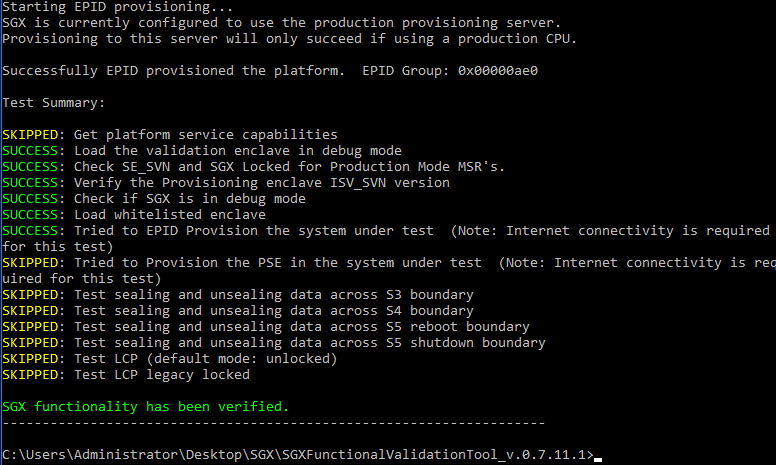 Starting EPID provisioning...
SGX is currently configured to use the production provisioning server.
Provisioning to this server will only succeed if using a production CPU.
Successfully EPID provisioned the platform.  EPID Group: 0x00000ae0
Test Summary:
SKIPPED: Get platform service capabilities
SUCCESS: Load the validation enclave in debug mode
SUCCESS: Check SE_SVN and SGX Locked for Production Mode MSR's.
SUCCESS: Verify the Provisioning enclave ISV_SVN version
SUCCESS: Check if SGX is in debug mode
SUCCESS: Load whitelisted enclave
SUCCESS: Tried to EPID Provision the system under test  (Note: Internet connectivity is required
for this test)
SKIPPED: Tried to Provision the PSE in the system under test  (Note: Internet connectivity is req
uired for this test)
SKIPPED: Test sealing and unsealing data across S3 boundary
SKIPPED: Test sealing and unsealing data across S4 boundary
SKIPPED: Test sealing and unsealing data across S5 reboot boundary
SKIPPED: Test sealing and unsealing data across S5 shutdown boundary
SKIPPED: Test LCP (default mode: unlocked)
SKIPPED: Test LCP legacy locked
SGX functionality has been verified.
--------------------------------------------------------------------
C:\Users\Administrator\Desktop\SGX\SGXFunctionalValidationTool_v.0.7.11.1>